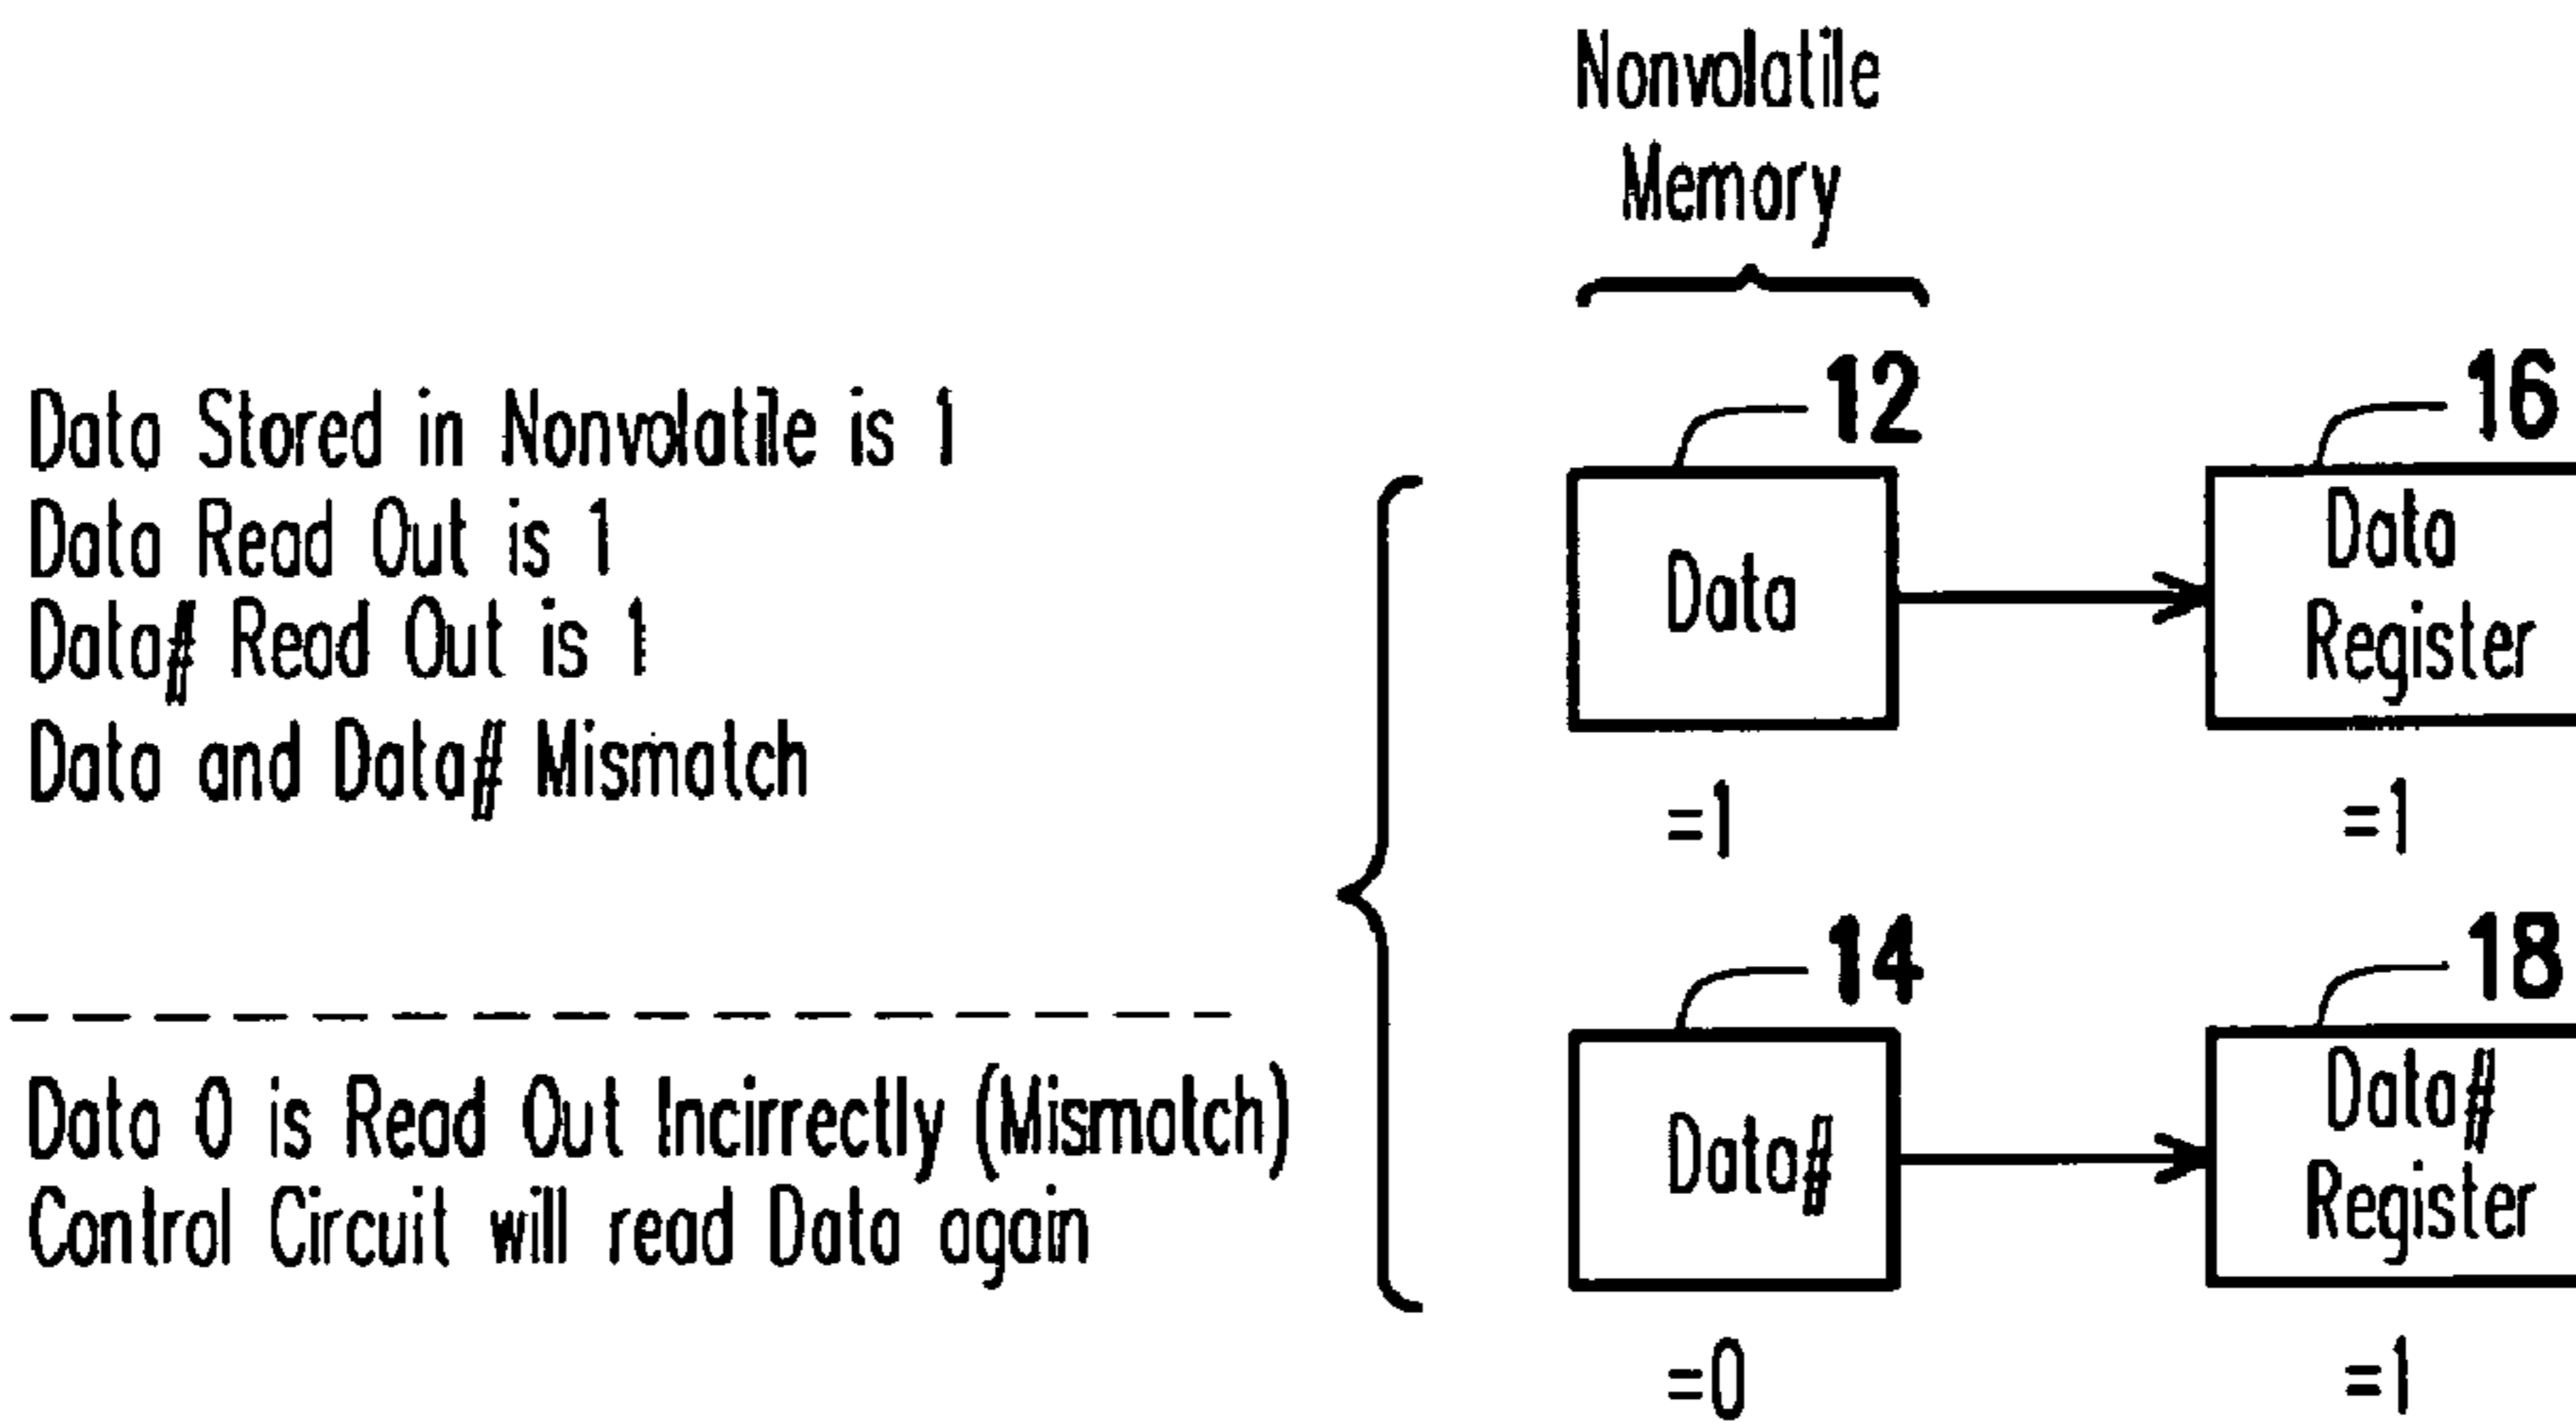 Nonvolatile
Memory
Data Stored in Nonvolatile is 1
Data Read Out is 1
Data# Read Out is 1
Data and Data# Mismatch
12
16
Data
Data
Register
=1
=1
14
18
Data 0 is Read Out Incirrectly (Mismatch)
Control Circuit will read Data again
Data#
Data#
Register
=0
=1